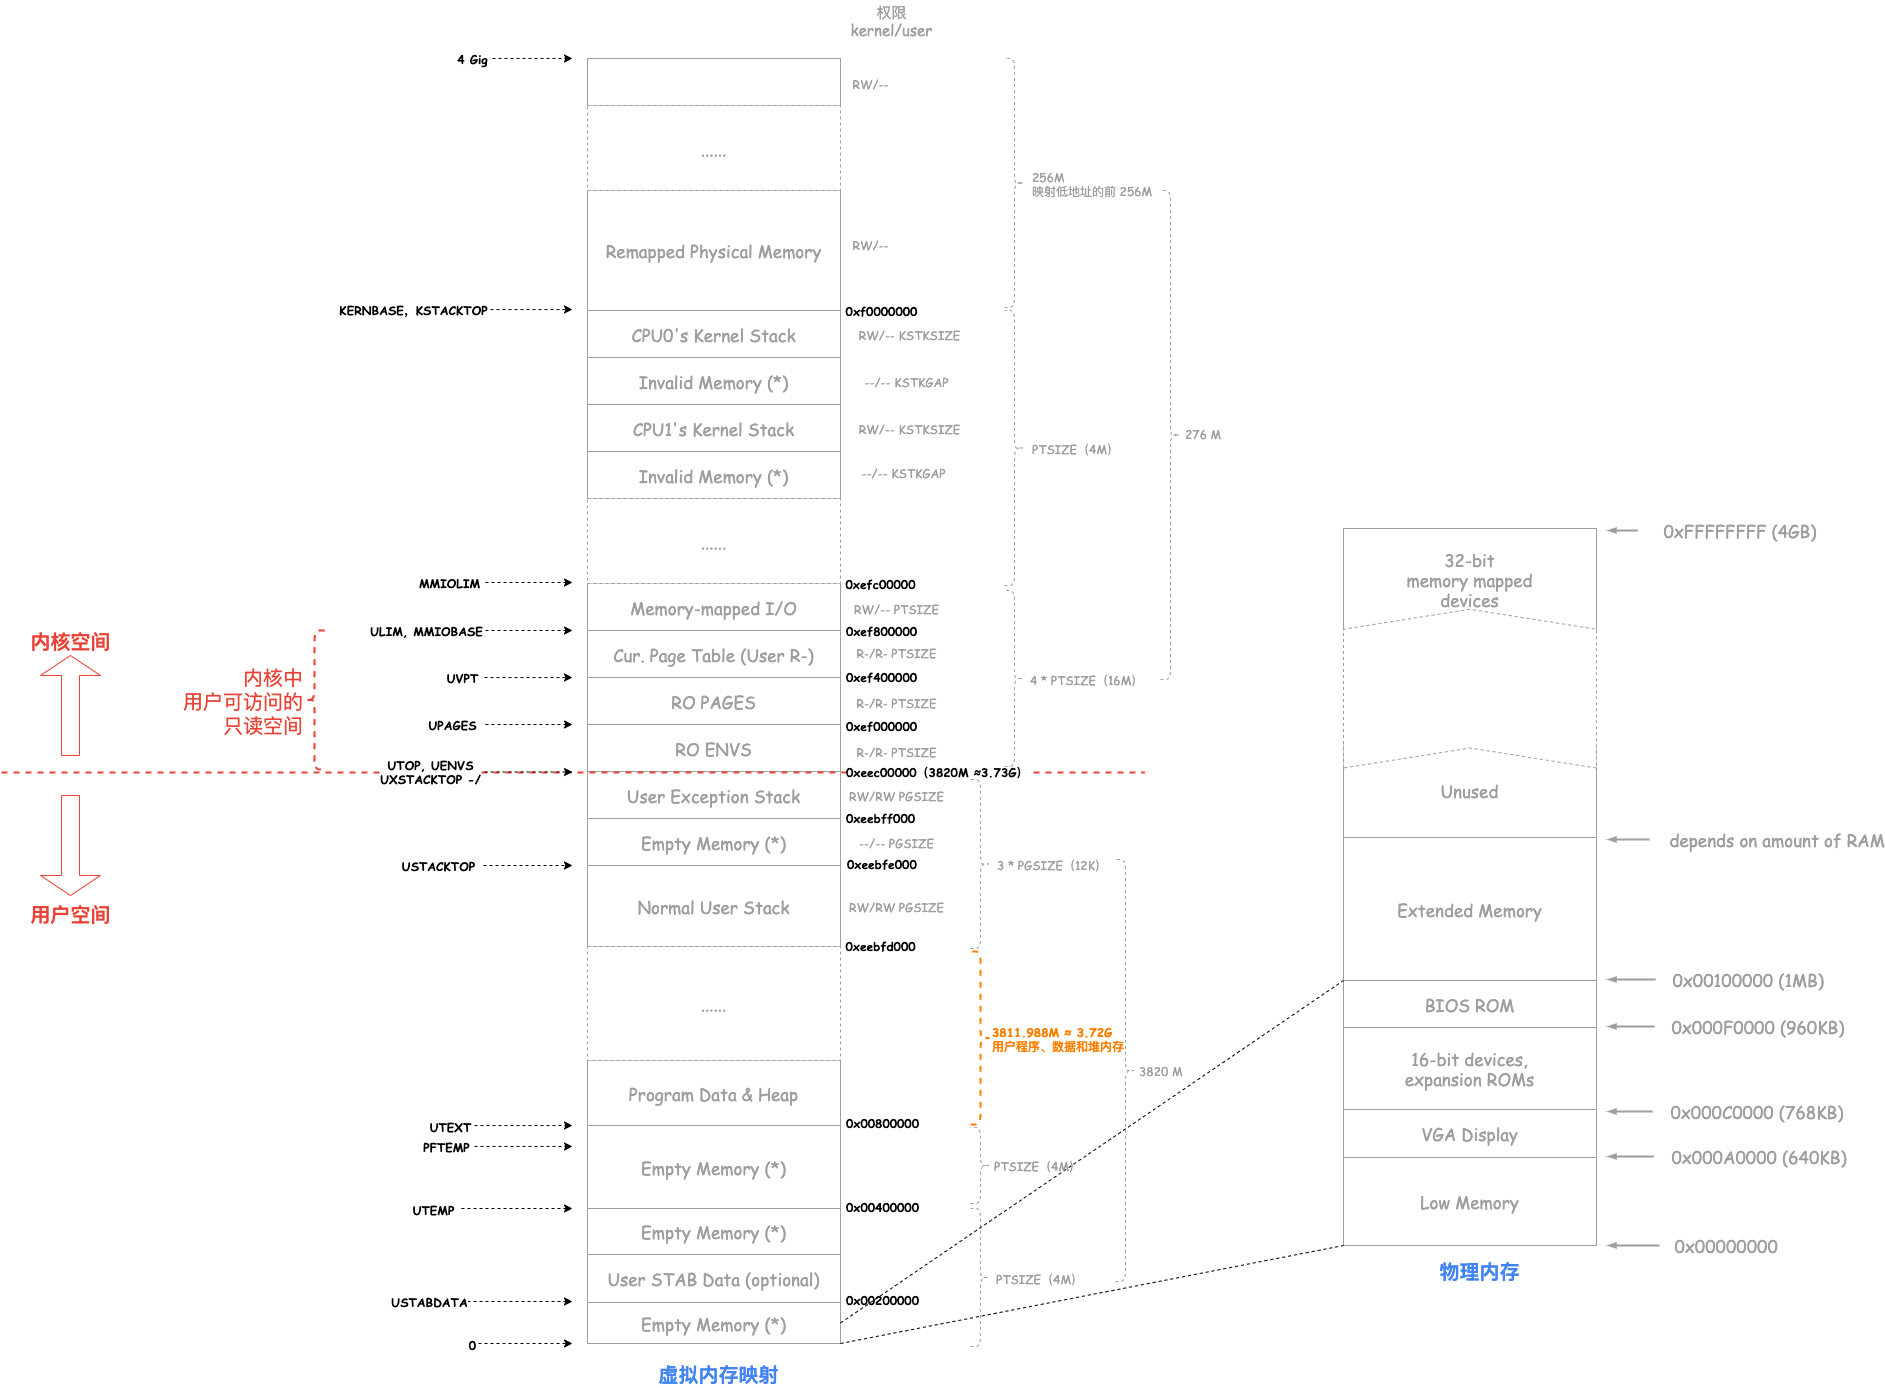 权限
kernel/user
4 Gig
RW/--
......
256M
映射低地址的前 256M
Remapped Physical Memory
RW/--
KERNBASE, KSTACKTOP
0xf0000000
CPU0's Kernel Stack
RW/-- KSTKSIZE
Invalid Memory (*)
--/-- KSTKGAP
CPU1's Kernel Stack
RW/-- KSTKSIZE
276 M
PTSIZE (4M)
Invalid Memory (*)
--/-- KSTKGAP
......
MMIOLIM
0xefc00000
Memory-mapped I/O
RW/-- PTSIZE
ULIM, MMIOBASE
0xef800000
内核空间
Cur. Page Table (User R-)
R-/R- PTSIZE
UVPT
0xef400000
4 * PTSIZE (16M)
内核中
用户可访问的
只读空间
RO PAGES
R-/R- PTSIZE
UPAGES
0xef000000
RO ENVS
R-/R- PTSIZE
UTOP, UENVS
UXSTACKTOP -/
0xeec00000 (3820M ≈3.73G)
User Exception Stack
RW/RW PGSIZE
0xeebff000
Empty Memory (*)
--/-- PGSIZE
USTACKTOP
0xeebfe000
3 * PGSIZE (12K)
用户空间
Normal User Stack
RW/RW PGSIZE
0xeebfd000
......
3811.988M ≈ 3.72G
用户程序、数据和堆内存
3820 M
Program Data & Heap
UTEXT
0x00800000
PFTEMP
Empty Memory (*)
PTSIZE (4M)
UTEMP
0x00400000
Empty Memory (*)
User STAB Data (optional)
PTSIZE (4M)
USTABDATA
0x00200000
Empty Memory (*)
0
虚拟内存映射
0xFFFFFFFF (4GB)
32-bit
memory mapped
devices
Unused
depends on amount of RAM
Extended Memory
0x00100000 (1MB)
BIOS ROM
0x000F0000 (960KB)
16-bit devices,
expansion ROMs
0x000C0000 (768KB)
VGA Display
0x000A0000 (640KB)
Low Memory
0x00000000
物理内存